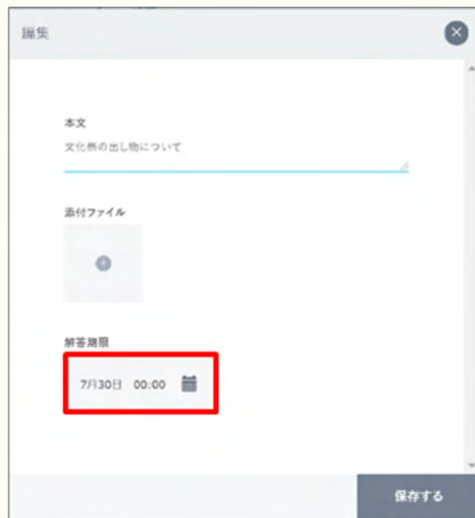 編集
本文
文化祭の出し物について
添付ファイル
解答期限
7月30日 00:00
保存する